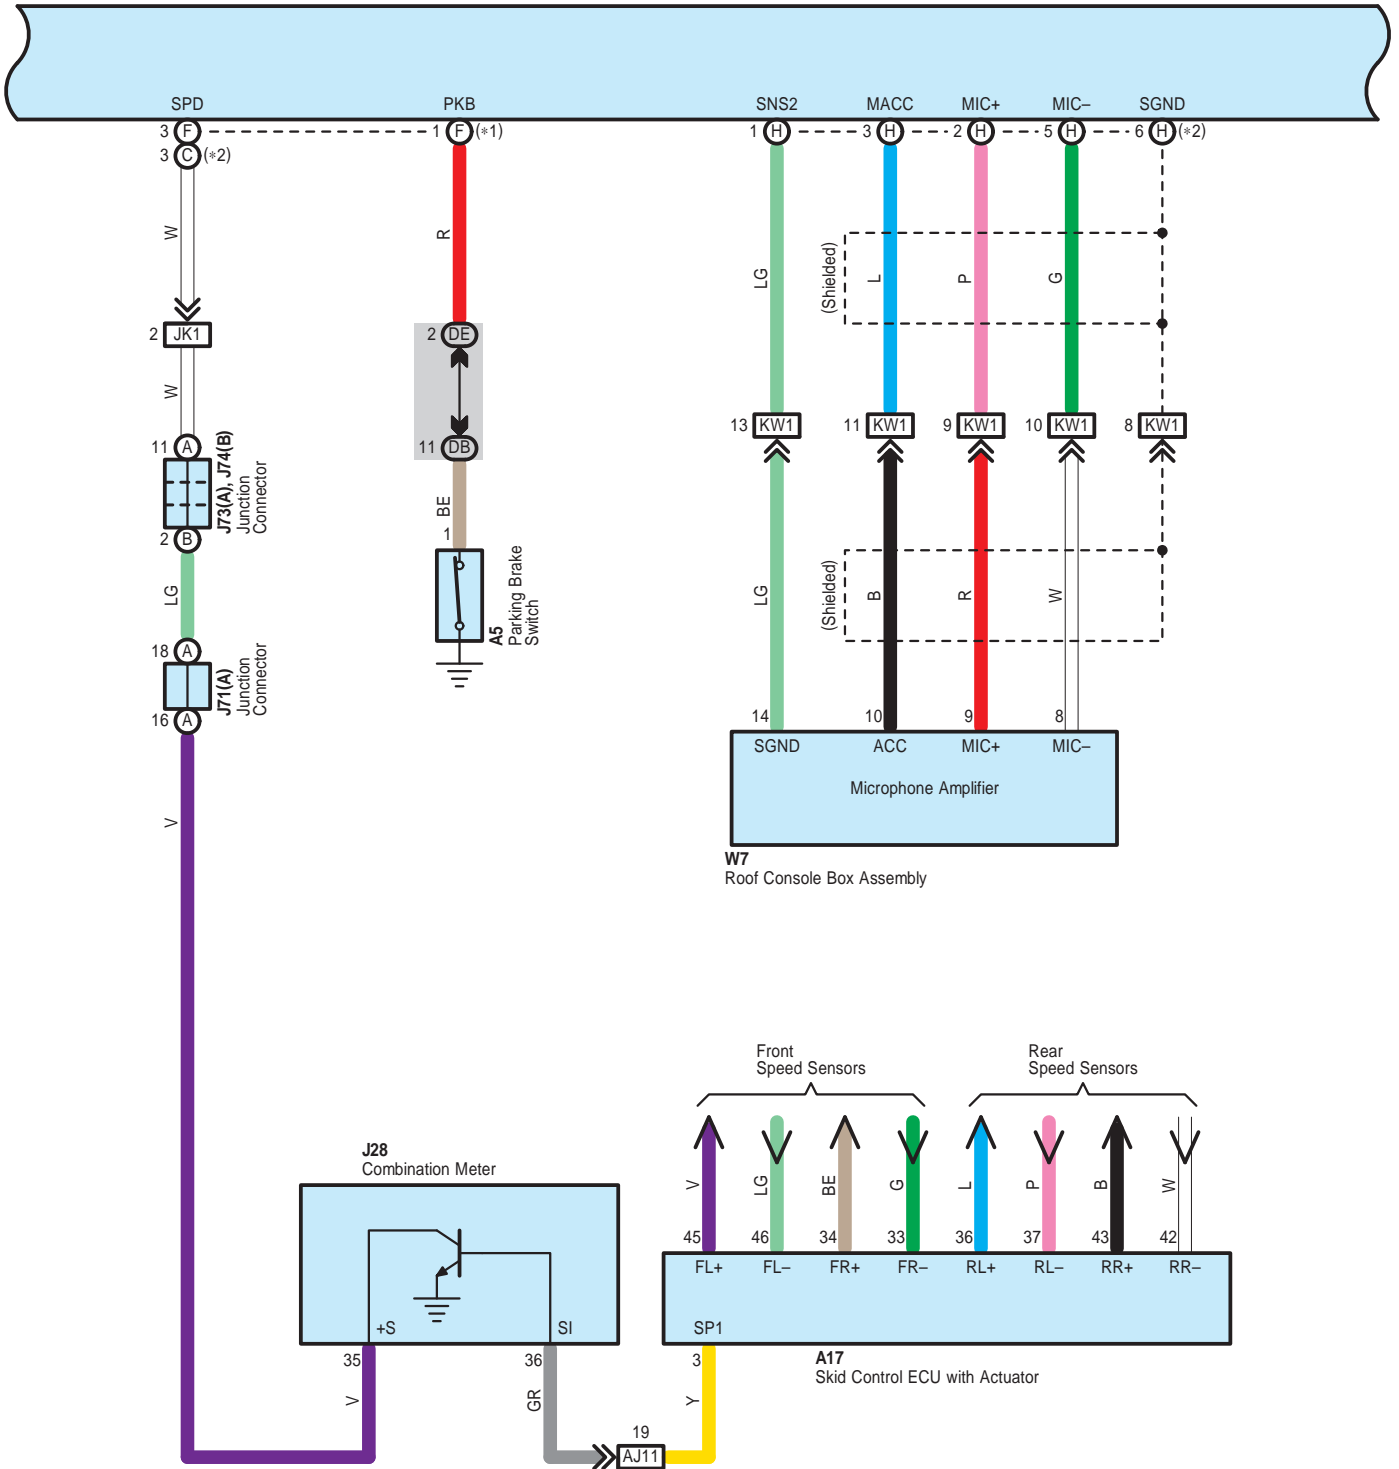 SPD PKB SNS2 MACC MIC+ MIC– SGND
3 F 1 F (*1) 1 H 3 H 2 H 5 H 6 H (*2)
3 C (*2)
W R LG L P G
(Shielded)
2 JK1 2 DE
W
13 KW1 11 KW1 9 KW1 10 KW1 8 KW1
11 A 11 DB
J73(A), J74(B)
Junction
Connector
BE
2 B 1
A5
Parking Brake
Switch
LG LG B R W
(Shielded)
18 A
J71(A)
Junction
Connector
16 A
14 10 9 8
SGND ACC MIC+ MIC–
Microphone Amplifier
V
W7
Roof Console Box Assembly
Front
Speed Sensors
Rear
Speed Sensors
J28
Combination Meter
V LG BE G L P B W
45 46 34 33 36 37 43 42
FL+ FL– FR+ FR– RL+ RL– RR+ RR–
+S SI SP1
35 36 3
A17
Skid Control ECU with Actuator
V GR Y
19
AJ11